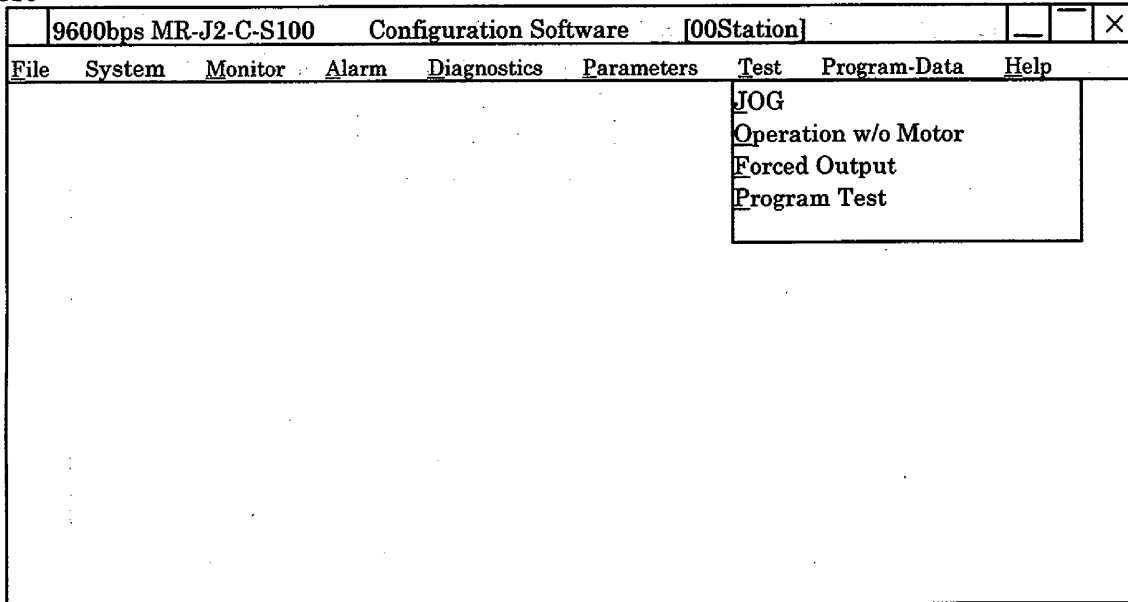 9600bps MR-J2-C-S100 Configuration Software [00Station]
File System Monitor Alarm Diagnostics Parameters Test Program-Data Help
JOG
Operation w/o Motor
Forced Output
Program Test